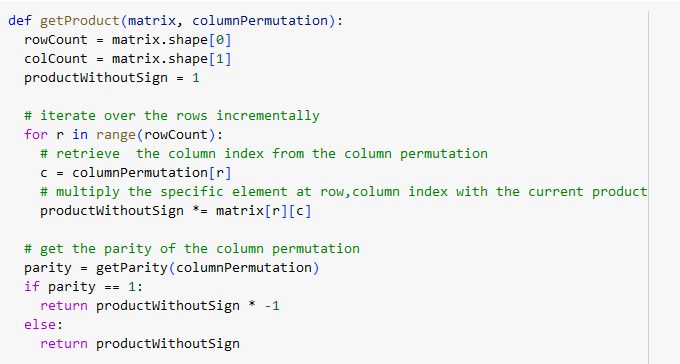 def getProduct(matrix, columnPermutation):
  rowCount = matrix.shape[0]
  colCount = matrix.shape[1]
  productWithoutSign = 1

  # iterate over the rows incrementally
  for r in range(rowCount):
    # retrieve  the column index from the column permutation
    c = columnPermutation[r]
    # multiply the specific element at row,column index with the current product
    productWithoutSign *= matrix[r][c]

  # get the parity of the column permutation
  parity = getParity(columnPermutation)
  if parity == 1:
    return productWithoutSign * -1
  else:
    return productWithoutSign